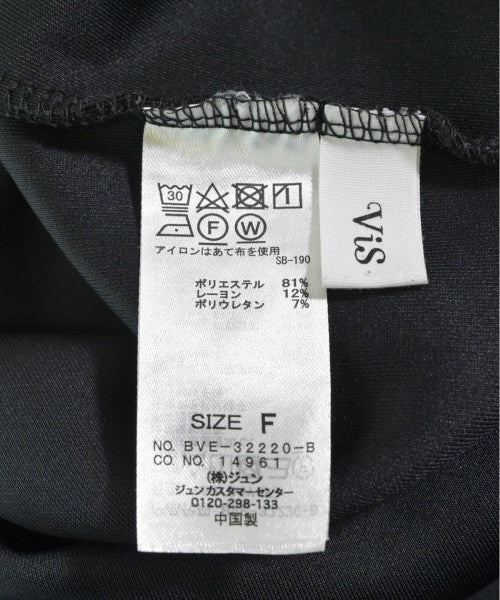 30
F W
アイロンはあて布を使用
SB-190
ポリエステル 81%
レーヨン 12%
ポリウレタン 7%
SIZE F
NO. BVE-32220-B
CO. NO. 14961
(株)ジュン
ジュンカスタマーセンター
0120-298-133
中国製
ViS